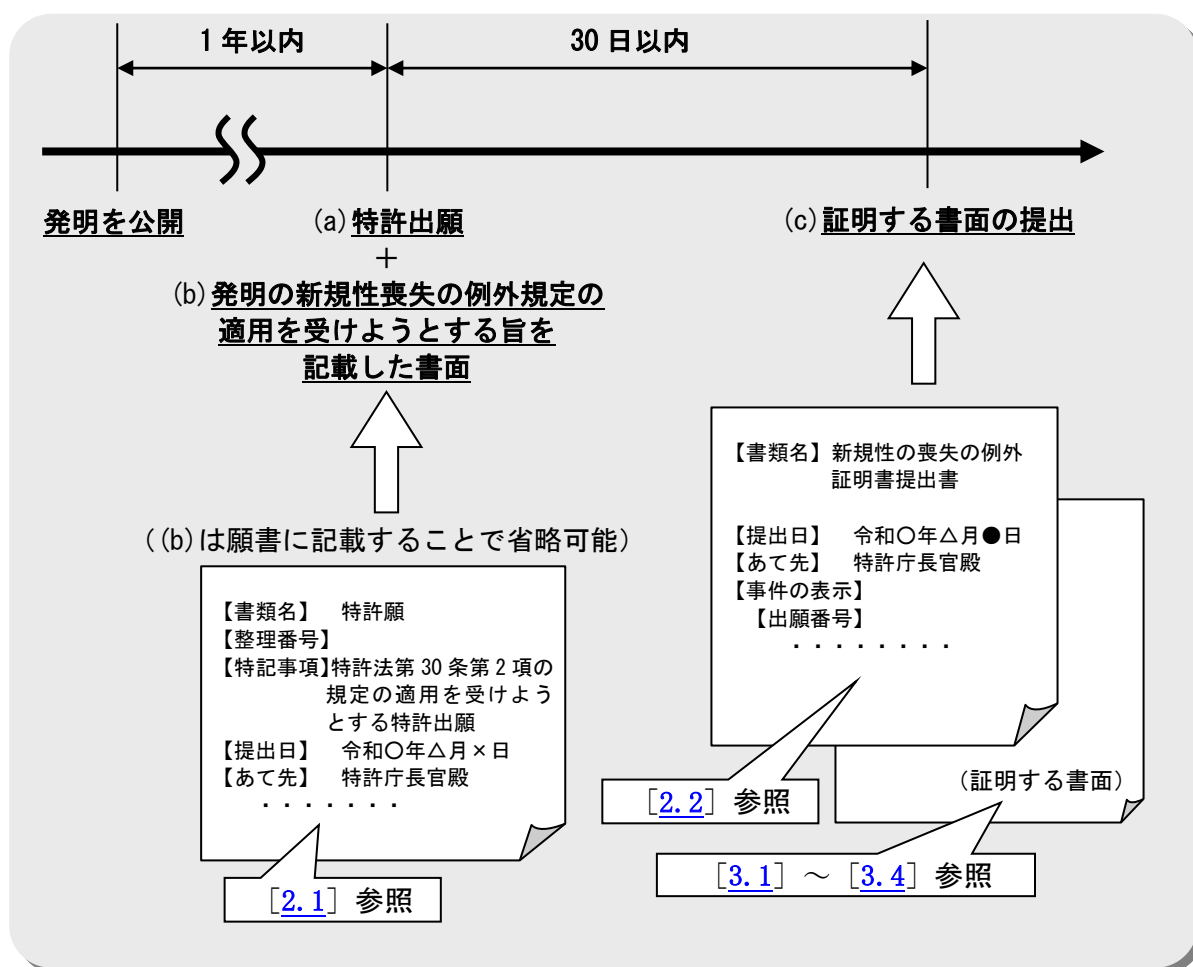 1 年以内
30 日以内
発明を公開
(a)特許出願
＋
(b)発明の新規性喪失の例外規定の
適用を受けようとする旨を
記載した書面
(c)証明する書面の提出
（(b)は願書に記載することで省略可能）
【書類名】 特許願
【整理番号】
【特記事項】特許法第 30 条第 2 項の
規定の適用を受けよう
とする特許出願
【提出日】 令和〇年△月×日
【あて先】 特許庁長官殿
・・・・・・・
［2.1］参照
【書類名】新規性の喪失の例外
証明書提出書
【提出日】 令和〇年△月●日
【あて先】 特許庁長官殿
【事件の表示】
【出願番号】
・・・・・・・・
［2.2］参照
（証明する書面）
［3.1］～［3.4］参照